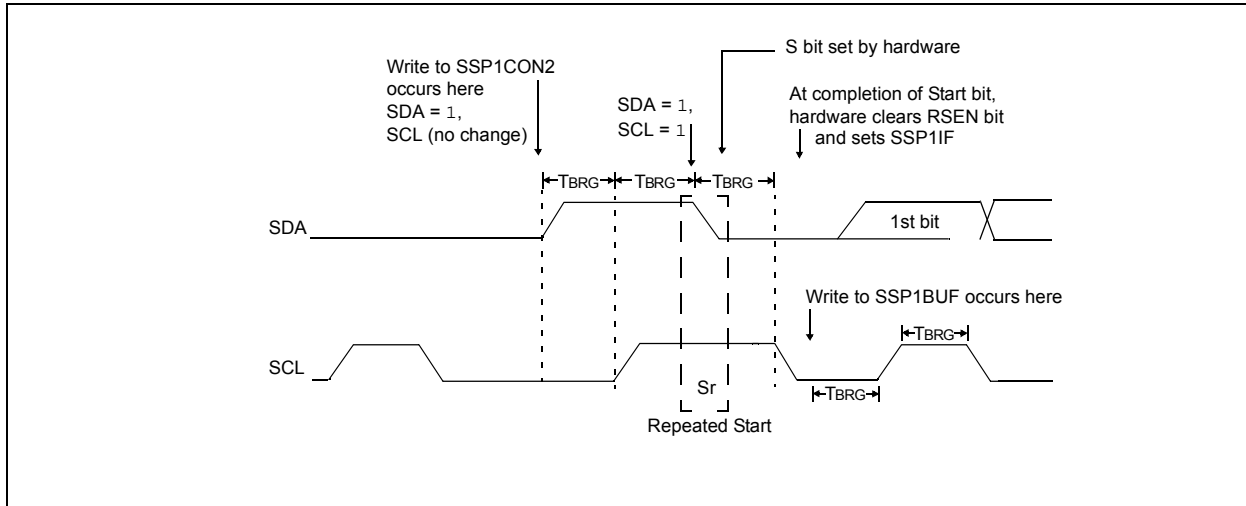 S bit set by hardware
Write to SSP1CON2
occurs here
SDA = 1,
SCL (no change)
SDA = 1,
SCL = 1
At completion of Start bit,
hardware clears RSEN bit
and sets SSP1IF
TBRG TBRG TBRG
SDA
1st bit
Write to SSP1BUF occurs here
TBRG
SCL
Sr
TBRG
Repeated Start